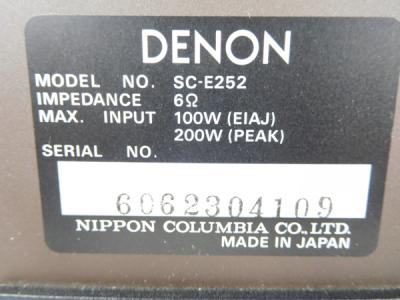 DENON
MODEL NO. SC-E252
IMPEDANCE 6Ω
MAX. INPUT 100W (EIAJ)
200W (PEAK)
SERIAL NO.
6062304109
NIPPON COLUMBIA CO., LTD.
MADE IN JAPAN